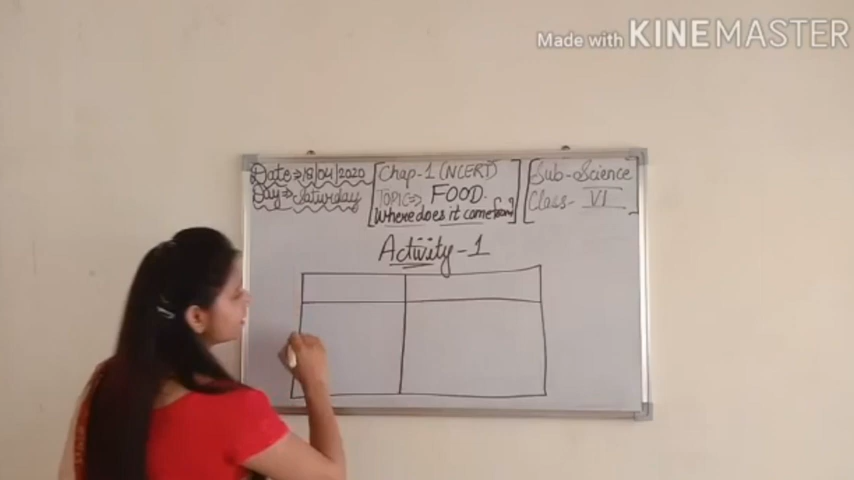 Made with KINEMASTER
Date⇒18/04/2020
Day⇒Saturday
Chap-1 (NCERT)
TOPIC⇒ FOOD.
Where does it come from?
Sub-Science
Class- VI
Activity-1